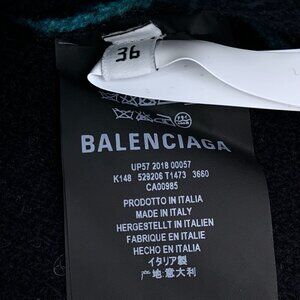 36
BALENCIAGA
UP57 2018 00057
K148 529206 T1473 3660
CA00985
PRODOTTO IN ITALIA
MADE IN ITALY
HERGESTELLT IN ITALIEN
FABRIQUE EN ITALIE
HECHO EN ITALIA
イタリア製
产地:意大利